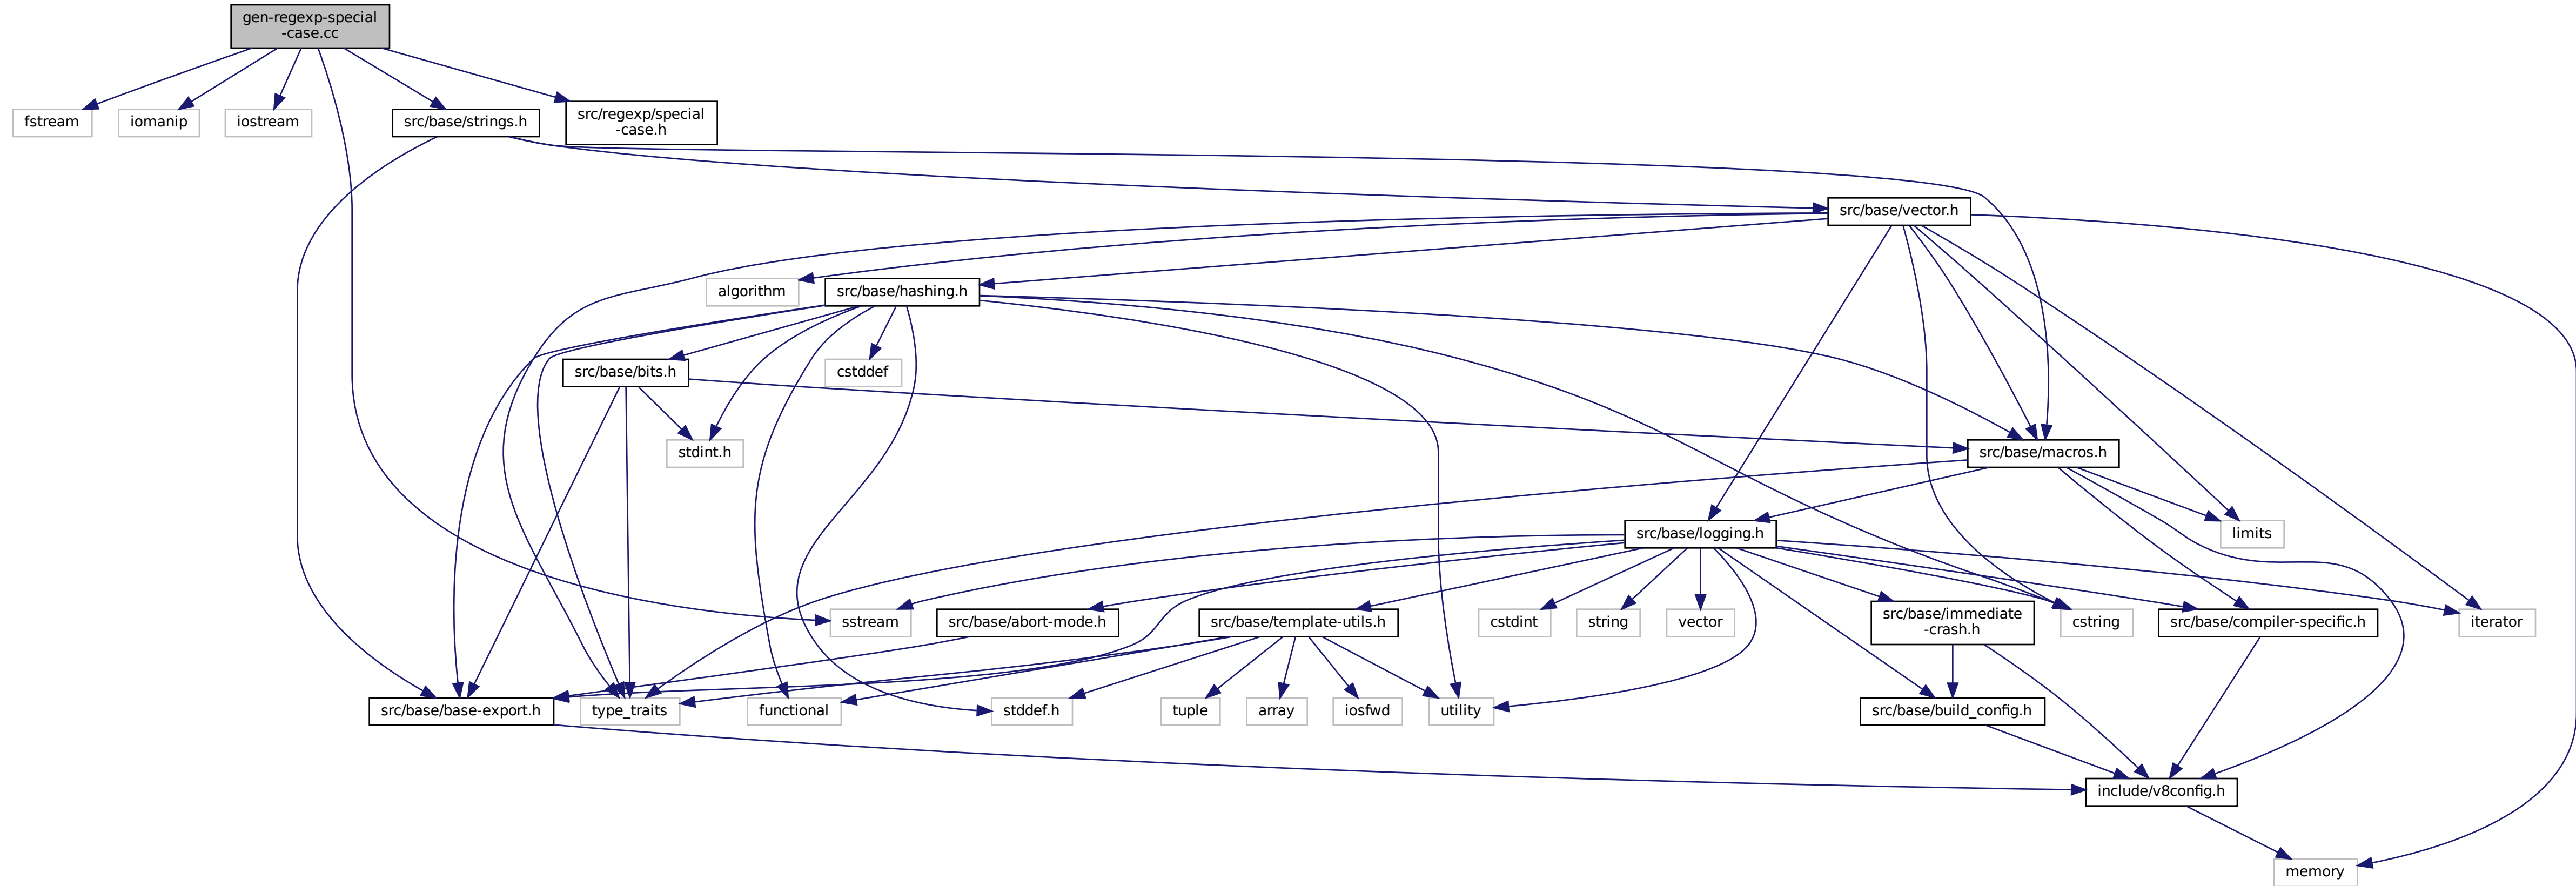 gen-regexp-special
-case.cc
fstream
iomanip
iostream
src/base/strings.h
src/regexp/special
-case.h
src/base/vector.h
algorithm
src/base/hashing.h
src/base/bits.h
cstddef
stdint.h
src/base/macros.h
src/base/logging.h
limits
sstream
src/base/abort-mode.h
src/base/template-utils.h
cstdint
string
vector
src/base/immediate
-crash.h
cstring
src/base/compiler-specific.h
iterator
src/base/base-export.h
type_traits
functional
stddef.h
tuple
array
iosfwd
utility
src/base/build_config.h
include/v8config.h
memory